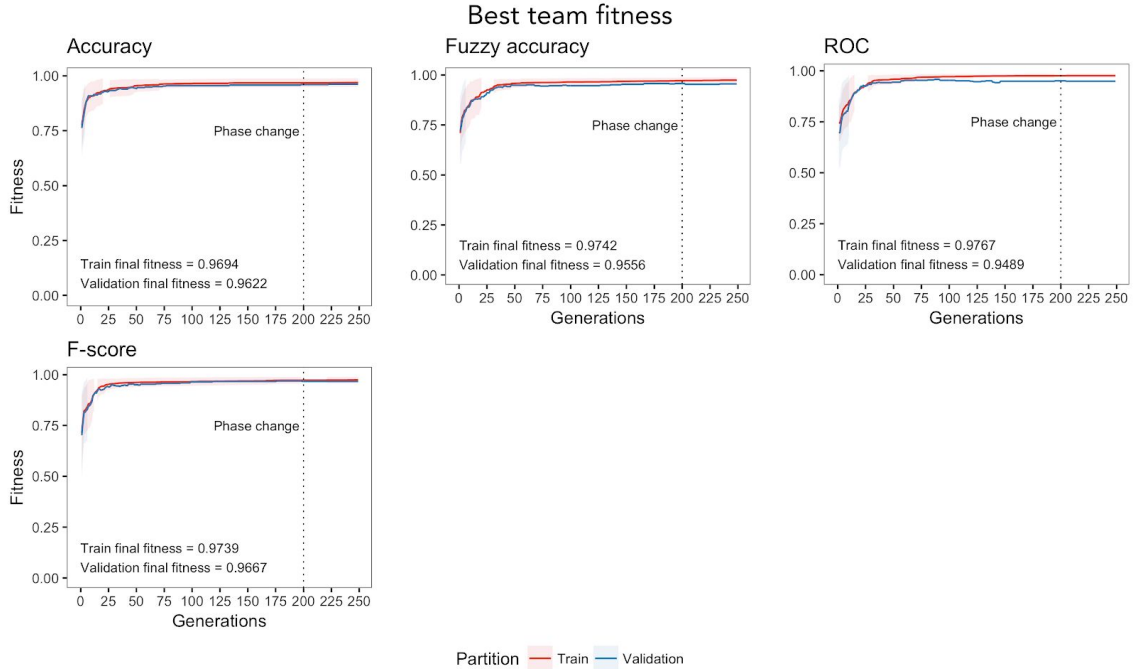 Best team fitness
Accuracy
Fitness
1.00
0.75
0.50
0.25
0.00
Phase change
Train final fitness = 0.9694
Validation final fitness = 0.9622
0 25 50 75 100 125 150 175 200 225 250
Fuzzy accuracy
1.00
0.75
0.50
0.25
0.00
Phase change
Train final fitness = 0.9742
Validation final fitness = 0.9556
0 25 50 75 100 125 150 175 200 225 250
Generations
ROC
1.00
0.75
0.50
0.25
0.00
Phase change
Train final fitness = 0.9767
Validation final fitness = 0.9489
0 25 50 75 100 125 150 175 200 225 250
Generations
F-score
Fitness
1.00
0.75
0.50
0.25
0.00
Phase change
Train final fitness = 0.9739
Validation final fitness = 0.9667
0 25 50 75 100 125 150 175 200 225 250
Generations
Partition Train Validation